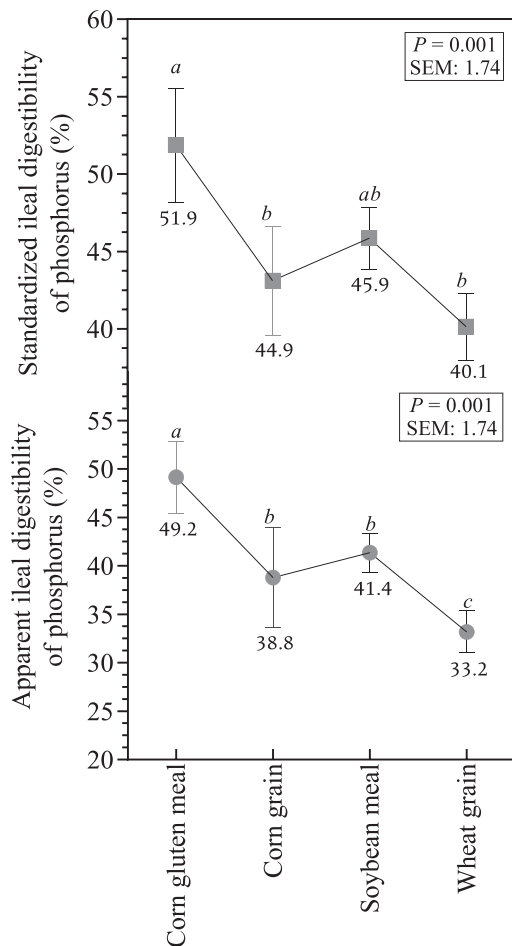 Standardized ileal digestibility
of phosphorus (%)
60
55
50
45
40
P = 0.001
SEM: 1.74
a
51.9
b
44.9
ab
45.9
b
40.1
Apparent ileal digestibility
of phosphorus (%)
55
50
45
40
35
30
25
20
P = 0.001
SEM: 1.74
a
49.2
b
38.8
b
41.4
c
33.2
Corn gluten meal
Corn grain
Soybean meal
Wheat grain